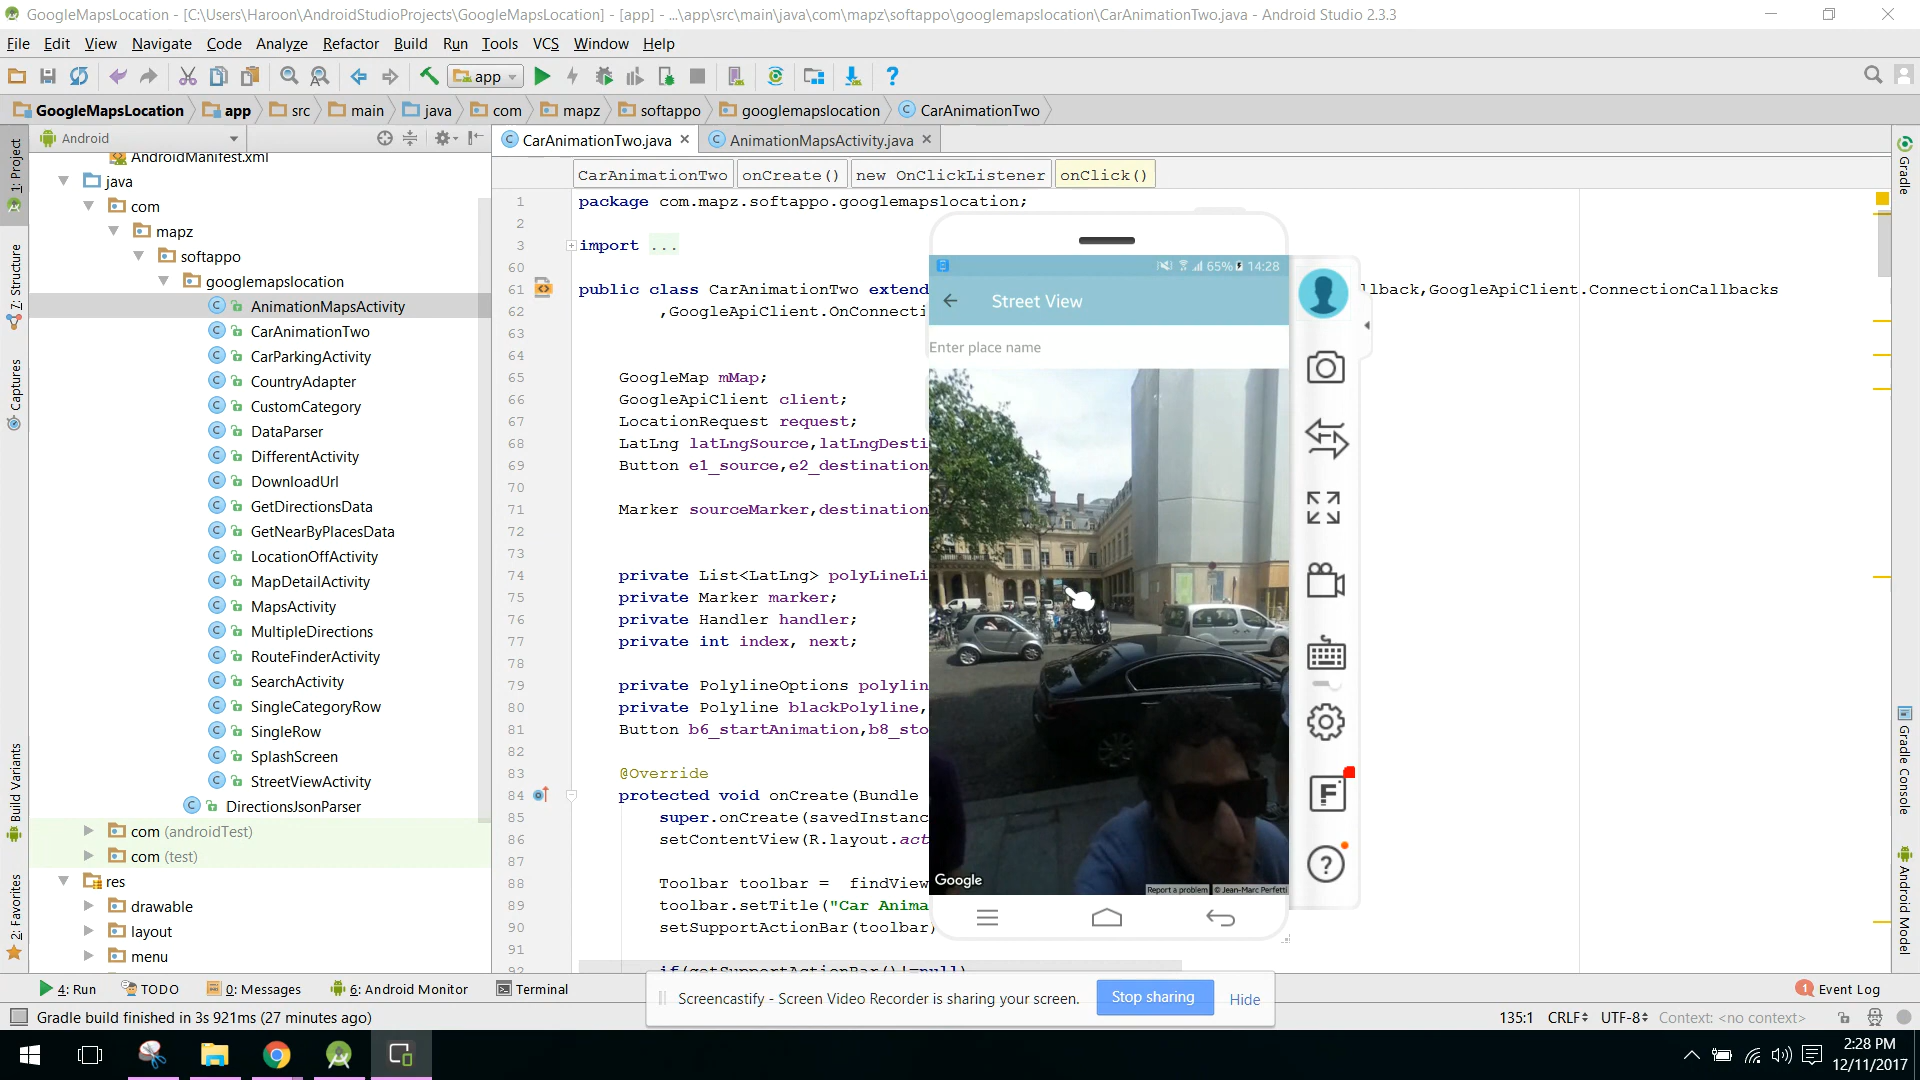 GoogleMapsLocation - [C:\Users\Haroon\AndroidStudioProjects\GoogleMapsLocation] - [app] - ...\app\src\main\java\com\mapz\softappo\googlemapslocation\CarAnimationTwo.java - Android Studio 2.3.3
File Edit View Navigate Code Analyze Refactor Build Run Tools VCS Window Help
app
GoogleMapsLocation app src main java com mapz softappo googlemapslocation CarAnimationTwo
Android
CarAnimationTwo.java AnimationMapsActivity.java
1: Project
7: Structure
Captures
Build Variants
2: Favorites
AndroidManifest.xml
java
com
mapz
softappo
googlemapslocation
AnimationMapsActivity
CarAnimationTwo
CarParkingActivity
CountryAdapter
CustomCategory
DataParser
DifferentActivity
DownloadUrl
GetDirectionsData
GetNearByPlacesData
LocationOffActivity
MapDetailActivity
MapsActivity
MultipleDirections
RouteFinderActivity
SearchActivity
SingleCategoryRow
SingleRow
SplashScreen
StreetViewActivity
DirectionsJsonParser
com (androidTest)
com (test)
res
drawable
layout
menu
CarAnimationTwo onCreate() new OnClickListener onClick()
1 package com.mapz.softappo.googlemapslocation;
2
3 import ...
60
61 public class CarAnimationTwo extend lback,GoogleApiClient.ConnectionCallbacks
62 ,GoogleApiClient.OnConnecti
63
64
65 GoogleMap mMap;
66 GoogleApiClient client;
67 LocationRequest request;
68 LatLng latLngSource,latLngDesti
69 Button e1_source,e2_destination
70
71 Marker sourceMarker,destination
72
73
74 private List<LatLng> polyLineLi
75 private Marker marker;
76 private Handler handler;
77 private int index, next;
78
79 private PolylineOptions polylin
80 private Polyline blackPolyline,
81 Button b6_startAnimation,b8_sto
82
83 @Override
84 protected void onCreate(Bundle
85 super.onCreate(savedInstanc
86 setContentView(R.layout.act
87
88 Toolbar toolbar = findView
89 toolbar.setTitle("Car Anima
90 setSupportActionBar(toolbar)
91
92 if(getSupportActionBar()!=null)
65% 14:28
Street View
Enter place name
Google
Report a problem © Jean-Marc Perfetti
F
?
Gradle
Gradle Console
Android Model
4: Run TODO 0: Messages 6: Android Monitor Terminal
1 Event Log
Screencastify - Screen Video Recorder is sharing your screen. Stop sharing Hide
Gradle build finished in 3s 921ms (27 minutes ago)
135:1 CRLF UTF-8 Context: <no context>
2:28 PM
12/11/2017